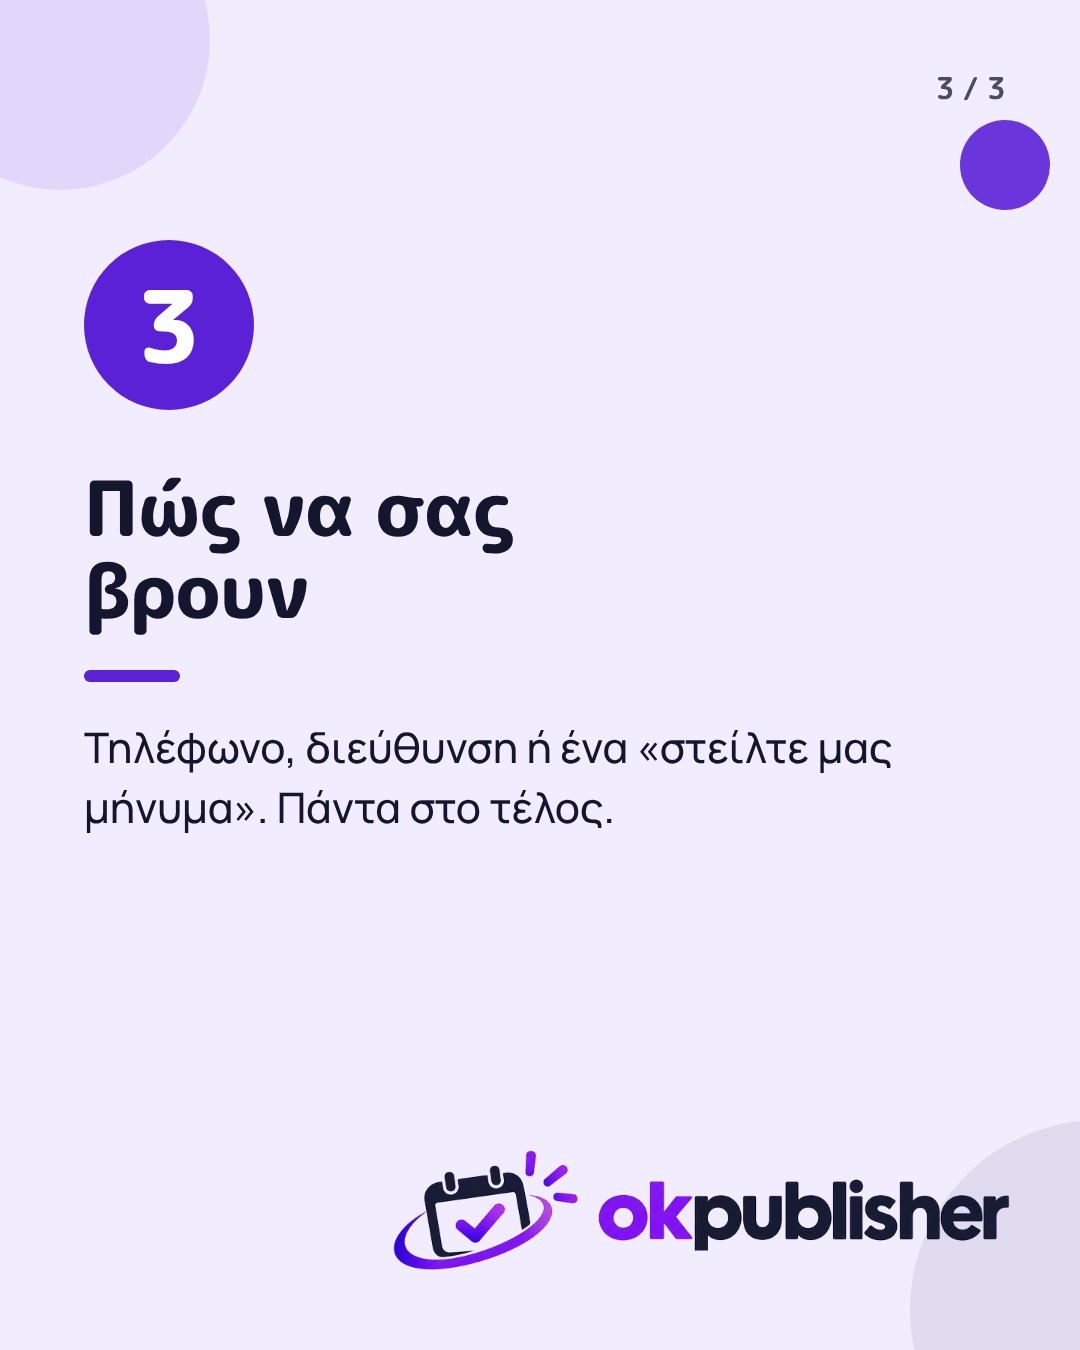 3 / 3
3
Πώς να σας
βρουν
Τηλέφωνο, διεύθυνση ή ένα «στείλτε μας
μήνυμα». Πάντα στο τέλος.
okpublisher